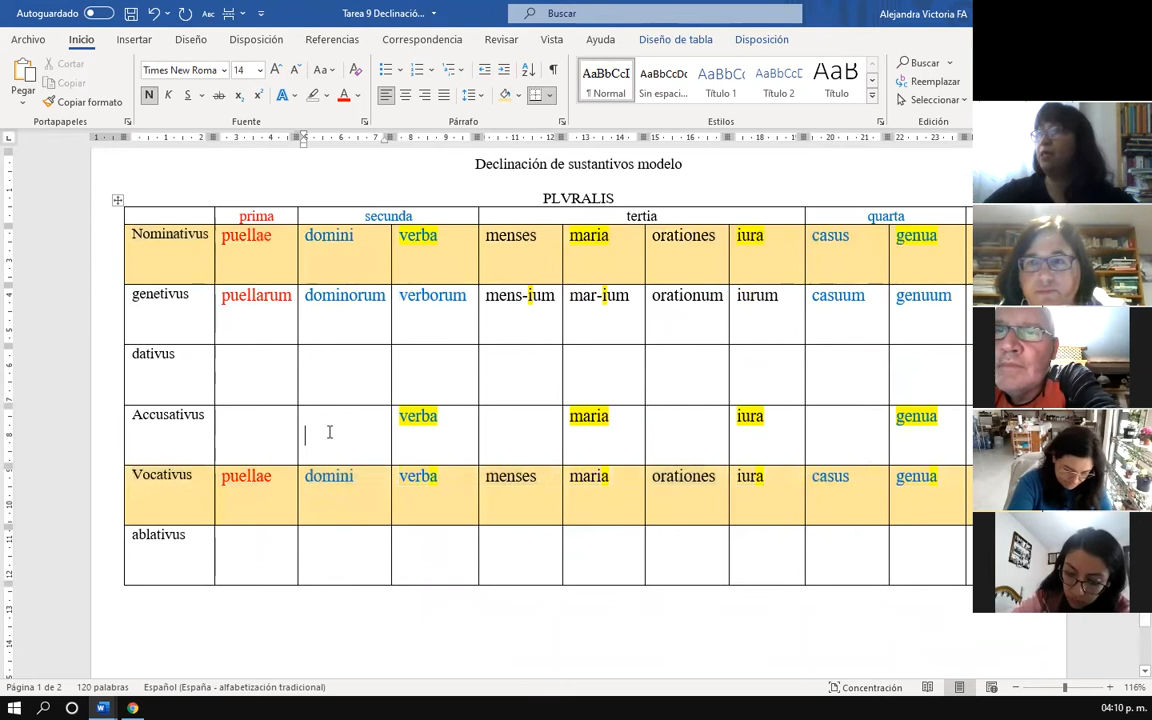 Autoguardado
Tarea 9 Declinació...
Buscar
Alejandra Victoria FA
Archivo Inicio Insertar Diseño Disposición Referencias Correspondencia Revisar Vista Ayuda Diseño de tabla Disposición
Pegar
Cortar
Copiar
Copiar formato
Portapapeles
Times New Roma 14
N K S ab
Fuente
Párrafo
AaBbCcI AaBbCcDc AaBbC AaBbCcD AaB
¶ Normal Sin espaci... Título 1 Título 2 Título
Estilos
Buscar
Reemplazar
Seleccionar
Edición
Declinación de sustantivos modelo
PLVRALIS
prima secunda tertia quarta
Nominativus puellae domini verba menses maria orationes iura casus genua
genetivus puellarum dominorum verborum mens-ium mar-ium orationum iurum casuum genuum
dativus
Accusativus verba maria iura genua
Vocativus puellae domini verba menses maria orationes iura casus genua
ablativus
Página 1 de 2 120 palabras Español (España - alfabetización tradicional) Concentración 116%
04:10 p. m.